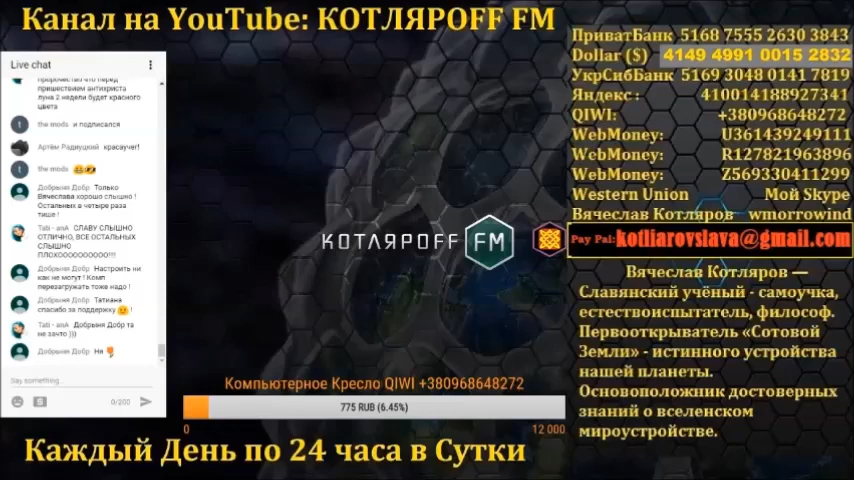 Канал на YouTube: КОТЛЯРOFF FM
Live chat
пророчество что перед
пришествием антихриста
луна 2 недели будет красного
цвета
the mods и подписался
Артём Радиуцкий красаучег!
the mods
Добрыня Добр Только
Вячеслава хорошо слышно !
Остальных в четыре раза
тише !
Tati - anA СЛАВУ СЛЫШНО
ОТЛИЧНО, ВСЕ ОСТАЛЬНЫХ
СЛЫШНО
ПЛОХООООООООО!!!!
Добрыня Добр Настроить ни
как не могут ! Комп
перезагружать тоже надо !
Добрыня Добр Татиана
спасибо за поддержку !
Tati - anA Добрыня Добр да
не зачто )))
Добрыня Добр Ня
Say something...
0/200
КОТЛЯРOFF FM
Компьютерное Кресло QIWI +380968648272
775 RUB (6.45%)
0 12 000
Каждый День по 24 часа в Сутки
ПриватБанк 5168 7555 2630 3843
Dollar ($) 4149 4991 0015 2832
УкрСибБанк 5169 3048 0141 7819
Яндекс : 410014188927341
QIWI: +380968648272
WebMoney: U361439249111
WebMoney: R127821963896
WebMoney: Z569330411299
Western Union Мой Skype
Вячеслав Котляров wmorrowind
Pay Pal: kotliarovslava@gmail.com
Вячеслав Котляров —
Славянский учёный - самоучка,
естествоиспытатель, философ.
Первооткрыватель «Сотовой
Земли» - истинного устройства
нашей планеты.
Основоположник достоверных
знаний о вселенском
мироустройстве.